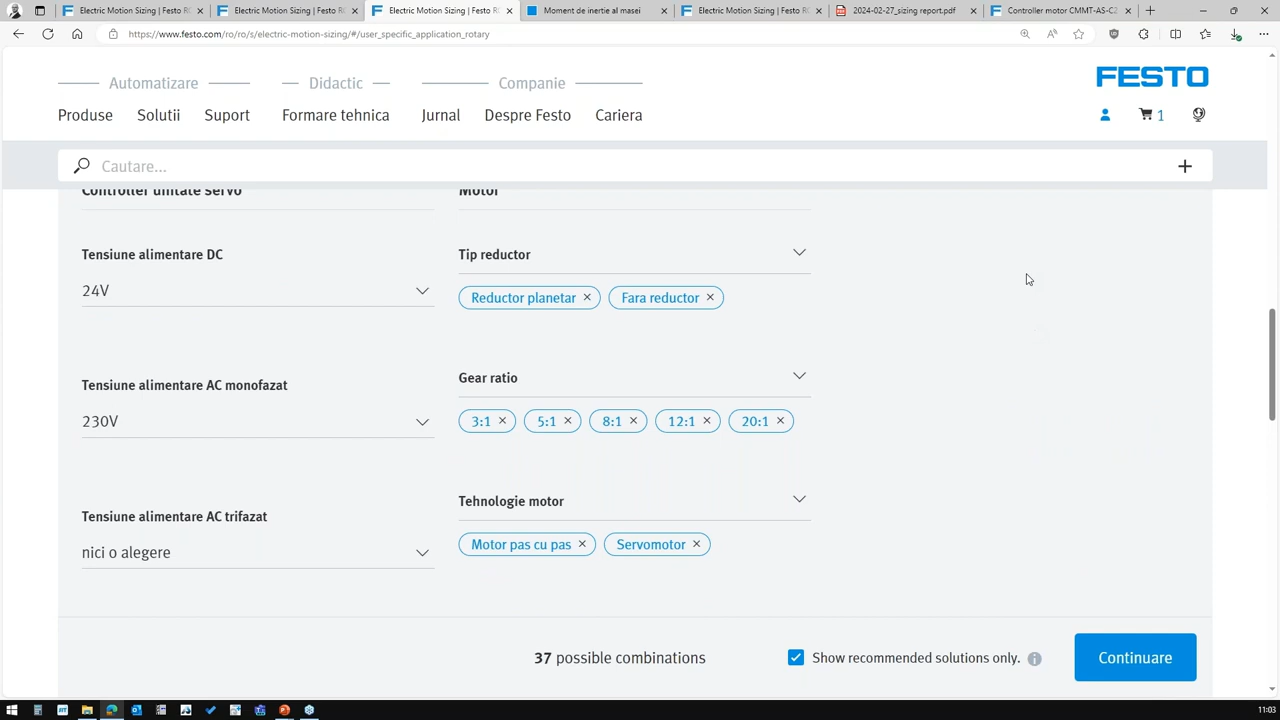 Electric Motion Sizing | Festo RO
Electric Motion Sizing | Festo RO
Electric Motion Sizing | Festo RO
Moment de inertie al masei
Electric Motion Sizing | Festo RO
2024-02-27_sizing report.pdf
Controller motor CMMT-AS-C2
https://www.festo.com/ro/ro/s/electric-motion-sizing/#/user_specific_application_rotary
Automatizare
Didactic
Companie
FESTO
Produse
Solutii
Suport
Formare tehnica
Jurnal
Despre Festo
Cariera
1
Cautare...
Controller unitate servo
Motor
Tensiune alimentare DC
Tip reductor
24V
Reductor planetar
Fara reductor
Tensiune alimentare AC monofazat
Gear ratio
230V
3:1
5:1
8:1
12:1
20:1
Tensiune alimentare AC trifazat
Tehnologie motor
nici o alegere
Motor pas cu pas
Servomotor
37 possible combinations
Show recommended solutions only.
Continuare
11:03